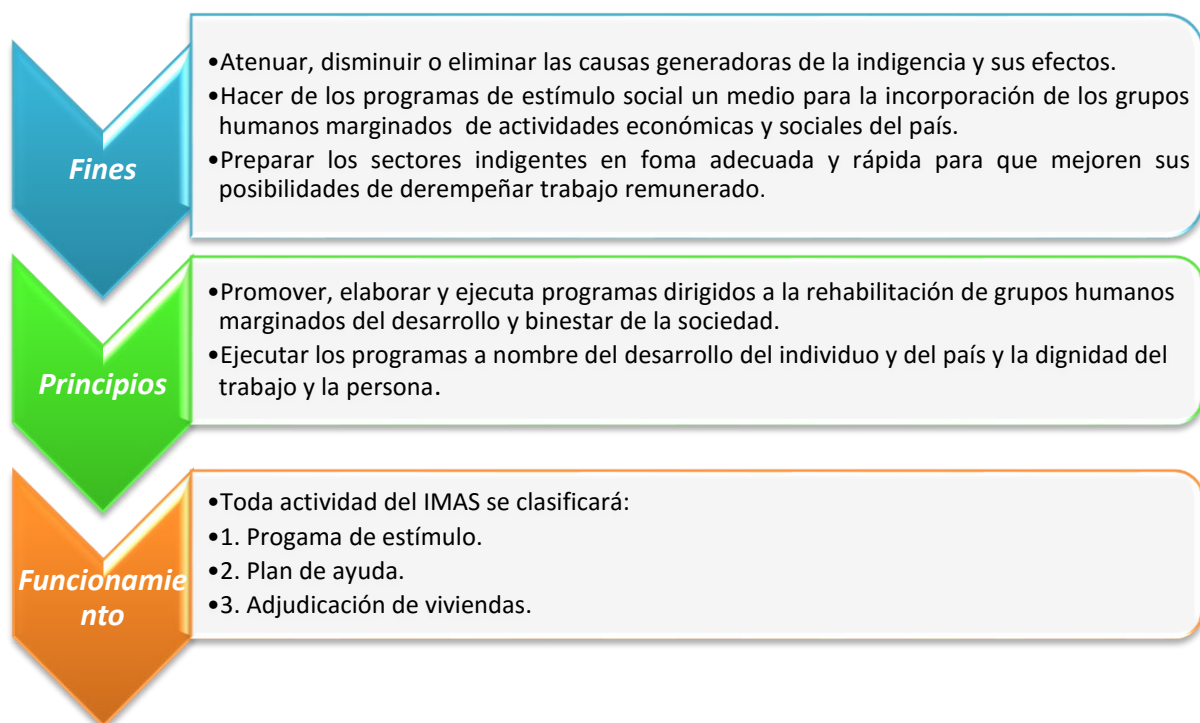 Fines
•Atenuar, disminuir o eliminar las causas generadoras de la indigencia y sus efectos.
•Hacer de los programas de estímulo social un medio para la incorporación de los grupos
humanos marginados de actividades económicas y sociales del país.
•Preparar los sectores indigentes en foma adecuada y rápida para que mejoren sus
posibilidades de derempeñar trabajo remunerado.
Principios
•Promover, elaborar y ejecuta programas dirigidos a la rehabilitación de grupos humanos
marginados del desarrollo y binestar de la sociedad.
•Ejecutar los programas a nombre del desarrollo del individuo y del país y la dignidad del
trabajo y la persona.
Funcionamie
nto
•Toda actividad del IMAS se clasificará:
•1. Progama de estímulo.
•2. Plan de ayuda.
•3. Adjudicación de viviendas.